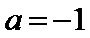 a = −1